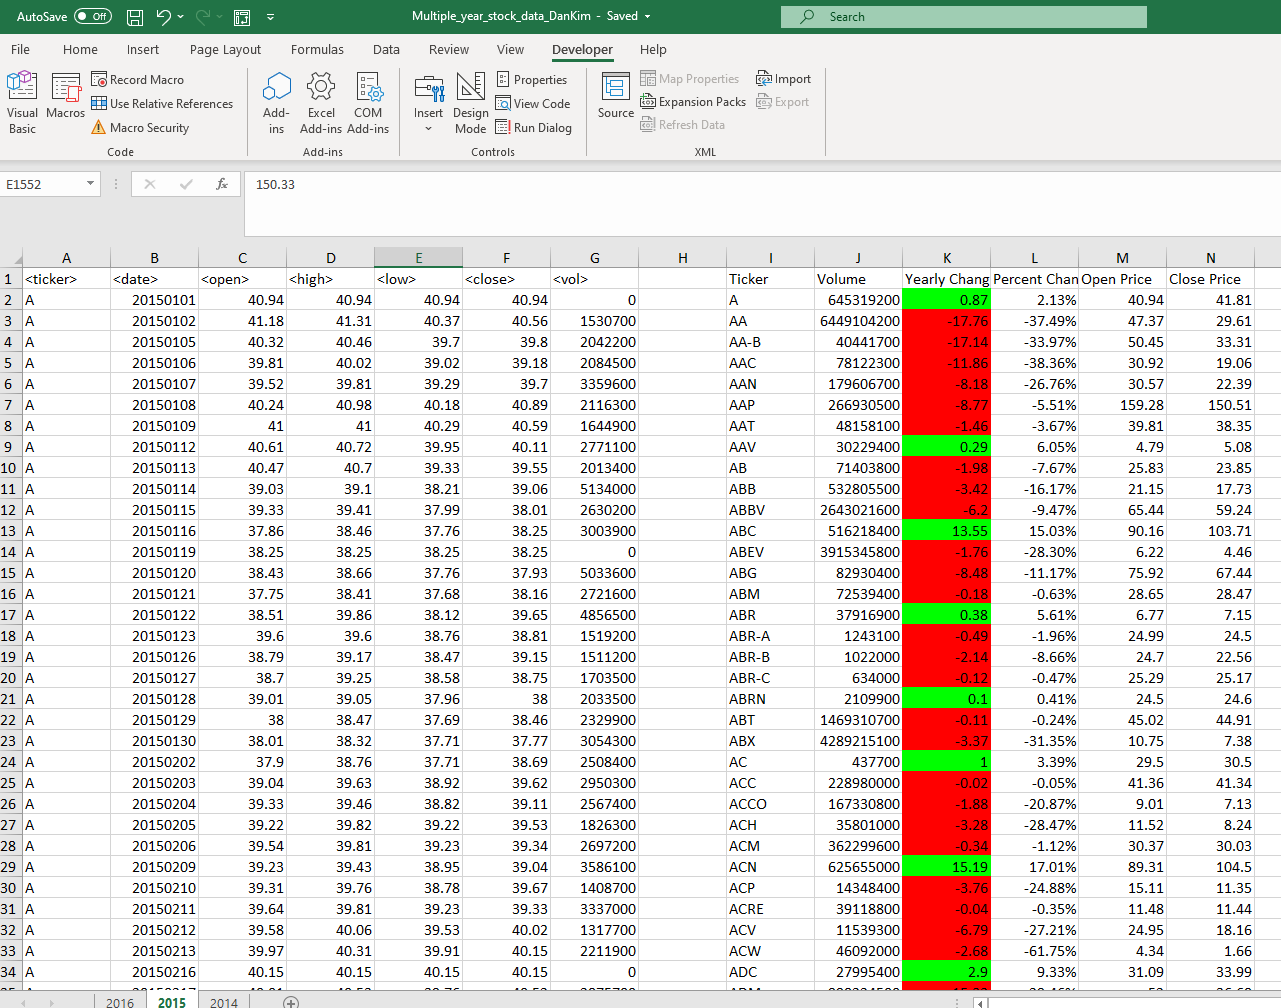 AutoSave Off Multiple_year_stock_data_DanKim - Saved Search
File Home Insert Page Layout Formulas Data Review View Developer Help
Visual Basic
Macros
Record Macro
Use Relative References
Macro Security
Code
Add-ins
Excel Add-ins
COM Add-ins
Add-ins
Insert
Design Mode
Properties
View Code
Run Dialog
Controls
Source
Map Properties
Expansion Packs
Refresh Data
Import
Export
XML
E1552 fx 150.33
A B C D E F G H I J K L M N
1 <ticker> <date> <open> <high> <low> <close> <vol> Ticker Volume Yearly Chang Percent Chan Open Price Close Price
2 A 20150101 40.94 40.94 40.94 40.94 0 A 645319200 0.87 2.13% 40.94 41.81
3 A 20150102 41.18 41.31 40.37 40.56 1530700 AA 6449104200 -17.76 -37.49% 47.37 29.61
4 A 20150105 40.32 40.46 39.7 39.8 2042200 AA-B 40441700 -17.14 -33.97% 50.45 33.31
5 A 20150106 39.81 40.02 39.02 39.18 2084500 AAC 78122300 -11.86 -38.36% 30.92 19.06
6 A 20150107 39.52 39.81 39.29 39.7 3359600 AAN 179606700 -8.18 -26.76% 30.57 22.39
7 A 20150108 40.24 40.98 40.18 40.89 2116300 AAP 266930500 -8.77 -5.51% 159.28 150.51
8 A 20150109 41 41 40.29 40.59 1644900 AAT 48158100 -1.46 -3.67% 39.81 38.35
9 A 20150112 40.61 40.72 39.95 40.11 2771100 AAV 30229400 0.29 6.05% 4.79 5.08
10 A 20150113 40.47 40.7 39.33 39.55 2013400 AB 71403800 -1.98 -7.67% 25.83 23.85
11 A 20150114 39.03 39.1 38.21 39.06 5134000 ABB 532805500 -3.42 -16.17% 21.15 17.73
12 A 20150115 39.33 39.41 37.99 38.01 2630200 ABBV 2643021600 -6.2 -9.47% 65.44 59.24
13 A 20150116 37.86 38.46 37.76 38.25 3003900 ABC 516218400 13.55 15.03% 90.16 103.71
14 A 20150119 38.25 38.25 38.25 38.25 0 ABEV 3915345800 -1.76 -28.30% 6.22 4.46
15 A 20150120 38.43 38.66 37.76 37.93 5033600 ABG 82930400 -8.48 -11.17% 75.92 67.44
16 A 20150121 37.75 38.41 37.68 38.16 2721600 ABM 72539400 -0.18 -0.63% 28.65 28.47
17 A 20150122 38.51 39.86 38.12 39.65 4856500 ABR 37916900 0.38 5.61% 6.77 7.15
18 A 20150123 39.6 39.6 38.76 38.81 1519200 ABR-A 1243100 -0.49 -1.96% 24.99 24.5
19 A 20150126 38.79 39.17 38.47 39.15 1511200 ABR-B 1022000 -2.14 -8.66% 24.7 22.56
20 A 20150127 38.7 39.25 38.58 38.75 1703500 ABR-C 634000 -0.12 -0.47% 25.29 25.17
21 A 20150128 39.01 39.05 37.96 38 2033500 ABRN 2109900 0.1 0.41% 24.5 24.6
22 A 20150129 38 38.47 37.69 38.46 2329900 ABT 1469310700 -0.11 -0.24% 45.02 44.91
23 A 20150130 38.01 38.32 37.71 37.77 3054300 ABX 4289215100 -3.37 -31.35% 10.75 7.38
24 A 20150202 37.9 38.76 37.71 38.69 2508400 AC 437700 1 3.39% 29.5 30.5
25 A 20150203 39.04 39.63 38.92 39.62 2950300 ACC 228980000 -0.02 -0.05% 41.36 41.34
26 A 20150204 39.33 39.46 38.82 39.11 2567400 ACCO 167330800 -1.88 -20.87% 9.01 7.13
27 A 20150205 39.22 39.82 39.22 39.53 1826300 ACH 35801000 -3.28 -28.47% 11.52 8.24
28 A 20150206 39.54 39.81 39.23 39.34 2697200 ACM 362299600 -0.34 -1.12% 30.37 30.03
29 A 20150209 39.23 39.43 38.95 39.04 3586100 ACN 625655000 15.19 17.01% 89.31 104.5
30 A 20150210 39.31 39.76 38.78 39.67 1408700 ACP 14348400 -3.76 -24.88% 15.11 11.35
31 A 20150211 39.64 39.81 39.23 39.33 3337000 ACRE 39118800 -0.04 -0.35% 11.48 11.44
32 A 20150212 39.58 40.06 39.53 40.02 1317700 ACV 11539300 -6.79 -27.21% 24.95 18.16
33 A 20150213 39.97 40.31 39.91 40.15 2211900 ACW 46092000 -2.68 -61.75% 4.34 1.66
34 A 20150216 40.15 40.15 40.15 40.15 0 ADC 27995400 2.9 9.33% 31.09 33.99
2016 2015 2014